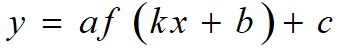 y = af (kx + b) + c